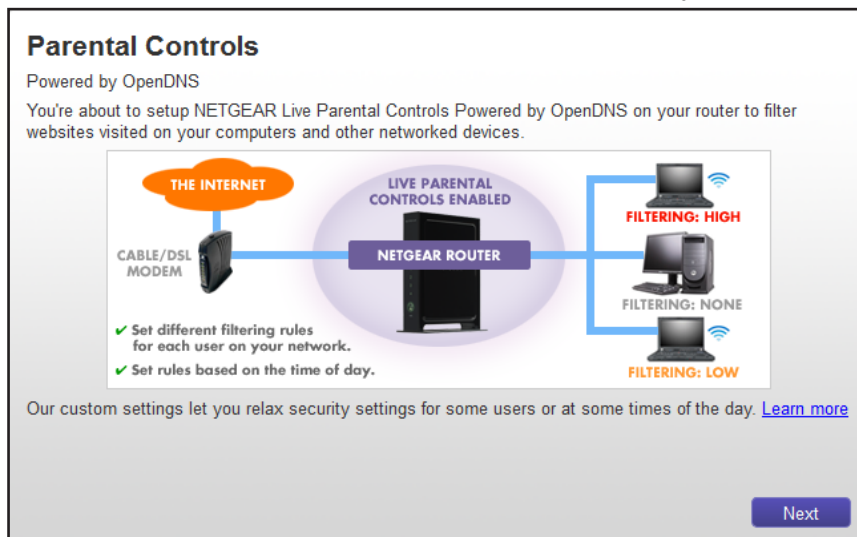 Parental Controls
Powered by OpenDNS
You're about to setup NETGEAR Live Parental Controls Powered by OpenDNS on your router to filter
websites visited on your computers and other networked devices.
THE INTERNET
LIVE PARENTAL
CONTROLS ENABLED
FILTERING: HIGH
CABLE/DSL
MODEM
NETGEAR ROUTER
FILTERING: NONE
✔ Set different filtering rules
for each user on your network.
✔ Set rules based on the time of day.
FILTERING: LOW
Our custom settings let you relax security settings for some users or at some times of the day. Learn more
Next